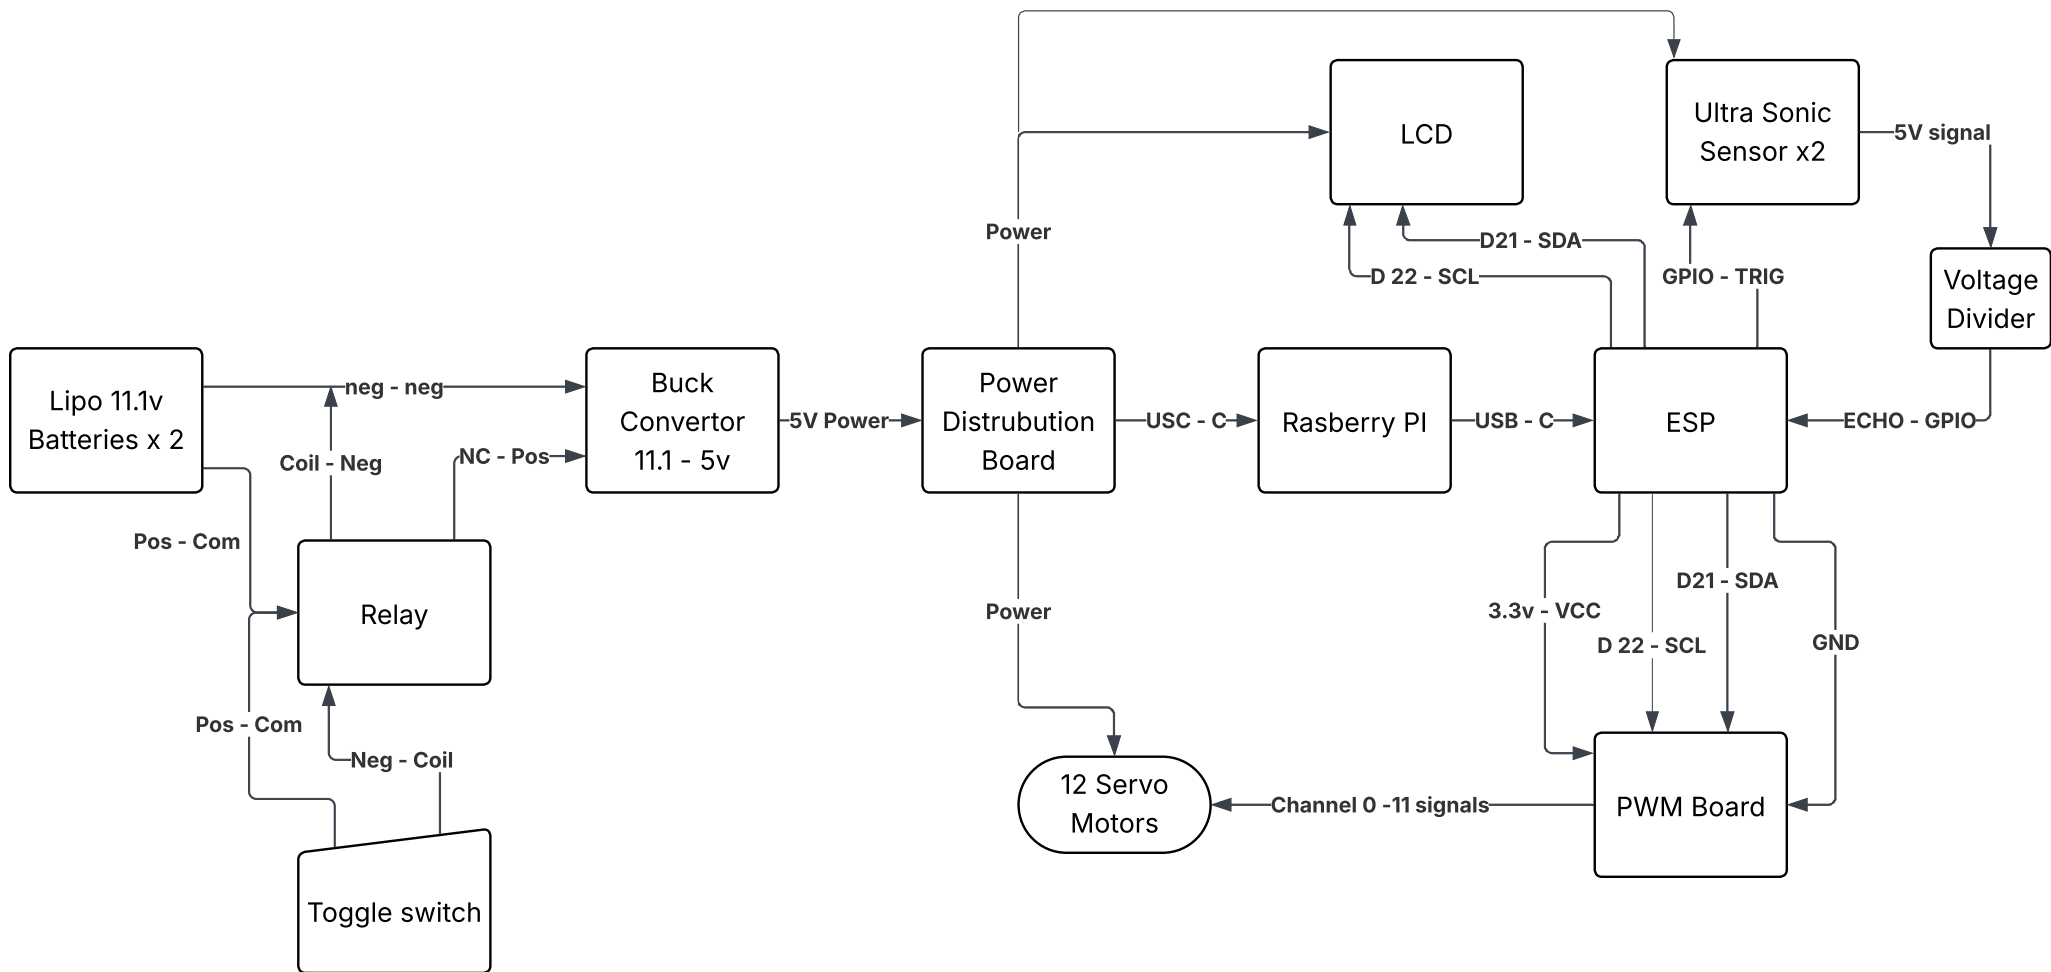 LCD
Ultra Sonic
Sensor x2
5V signal
Power
D21 - SDA
D 22 - SCL
GPIO - TRIG
Voltage
Divider
Lipo 11.1v
Batteries x 2
neg - neg
Coil - Neg
NC - Pos
Buck
Convertor
11.1 - 5v
5V Power
Power
Distrubution
Board
USC - C
Rasberry PI
USB - C
ESP
ECHO - GPIO
Pos - Com
Relay
Power
3.3v - VCC
D21 - SDA
D 22 - SCL
GND
Pos - Com
Neg - Coil
12 Servo
Motors
Channel 0 -11 signals
PWM Board
Toggle switch